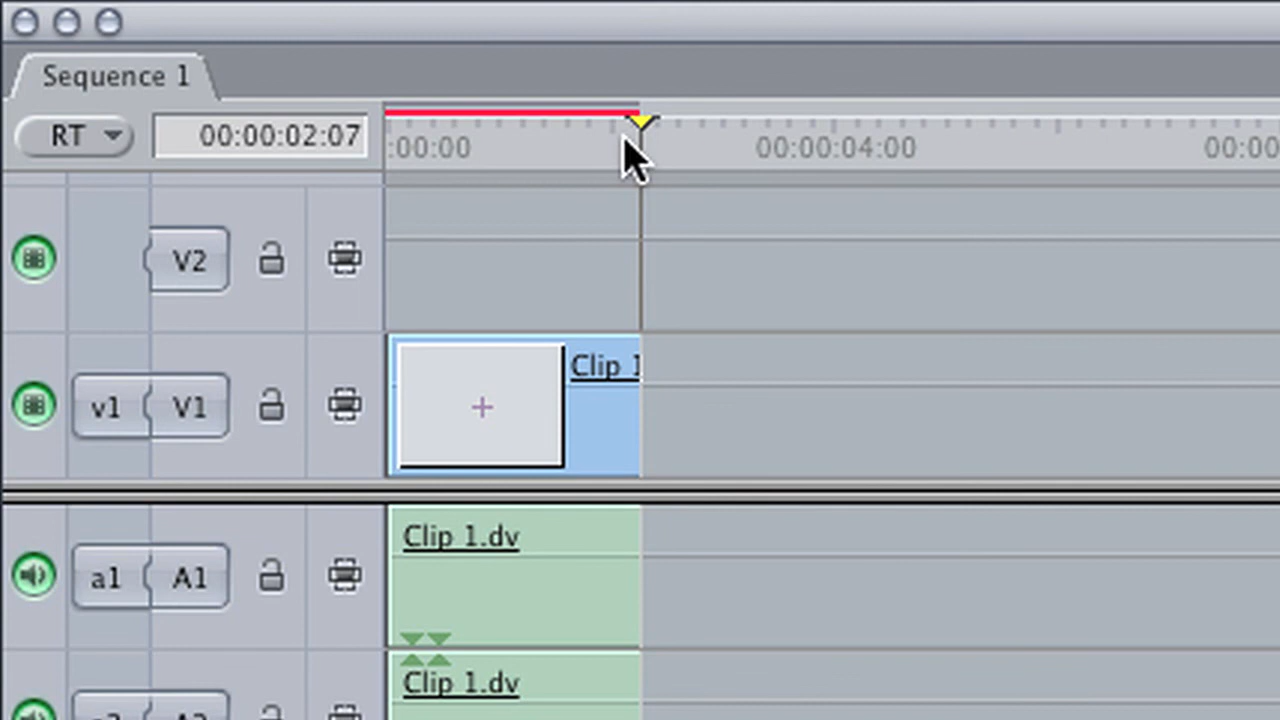 Sequence 1
RT 00:00:02:07 :00:00 00:00:04:00 00:00
V2
Clip 1
v1 V1
Clip 1.dv
a1 A1
Clip 1.dv